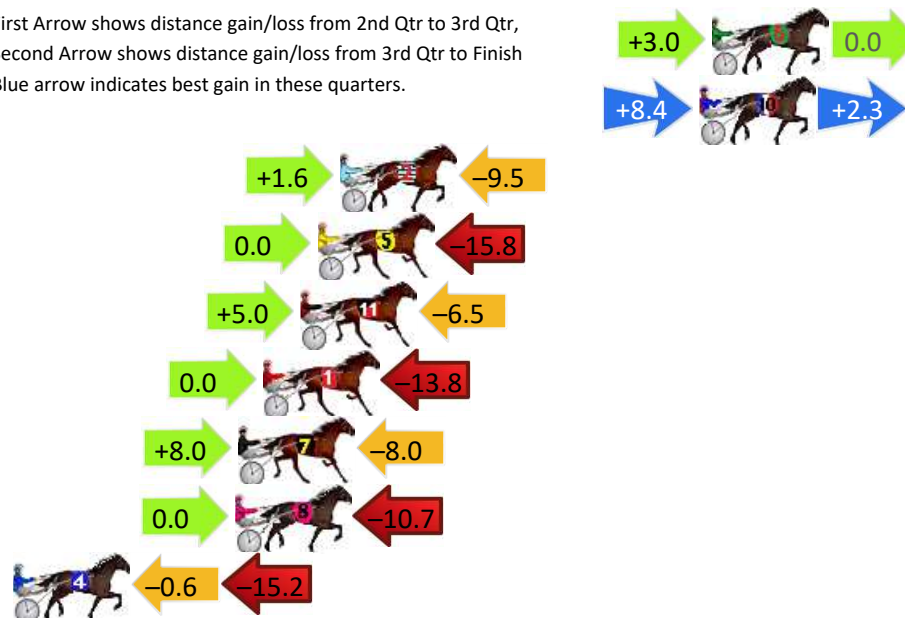 irst Arrow shows distance gain/loss from 2nd Qtr to 3rd Qtr,
econd Arrow shows distance gain/loss from 3rd Qtr to Finish
lue arrow indicates best gain in these quarters.
+3.0 6 0.0
+8.4 10 +2.3
+1.6 2 –9.5
0.0 5 –15.8
+5.0 11 –6.5
0.0 1 –13.8
+8.0 7 –8.0
0.0 8 –10.7
4 –0.6 –15.2